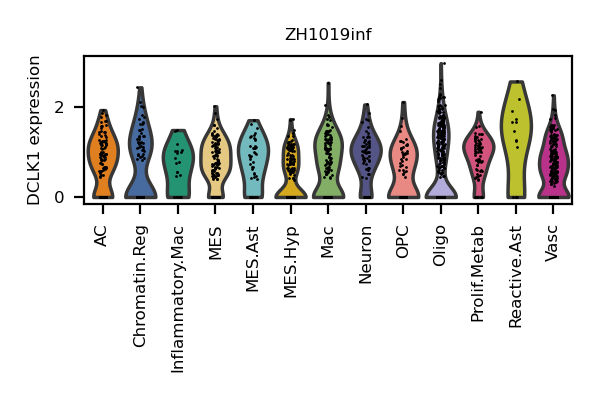 ZH1019inf
DCLK1 expression
2
0
AC
Chromatin.Reg
Inflammatory.Mac
MES
MES.Ast
MES.Hyp
Mac
Neuron
OPC
Oligo
Prolif.Metab
Reactive.Ast
Vasc